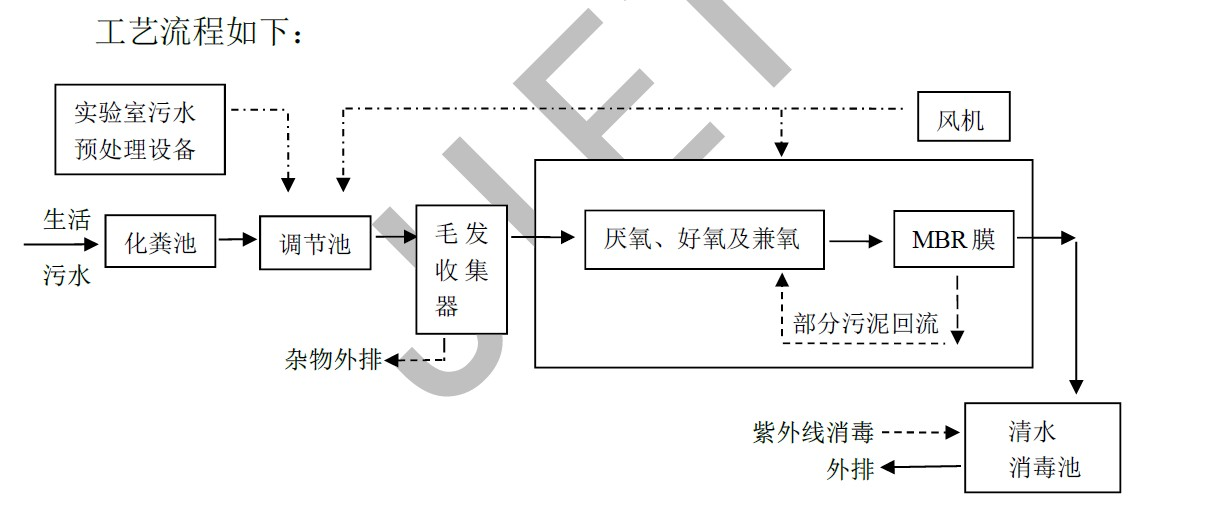 工艺流程如下：
实验室污水
预处理设备
风机
生活
污水
化粪池
调节池
毛发
收集
器
厌氧、好氧及兼氧
MBR膜
部分污泥回流
杂物外排
紫外线消毒
外排
清水
消毒池